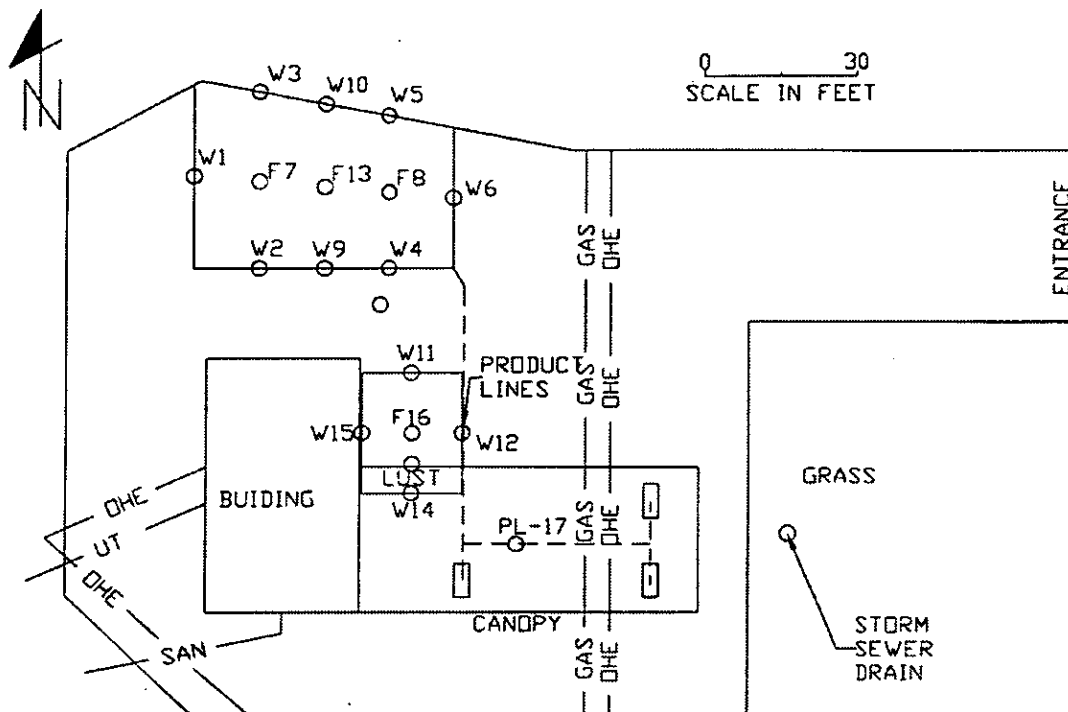 N
0 30
SCALE IN FEET
W3
W10
W5
W1
F7
F13
F8
W6
W2
W9
W4
GAS
OHE
ENTRANCE
W11
PRODUCT
LINES
GAS
OHE
W15
F16
W12
LUST
W14
GRASS
BUIDING
OHE
UT
OHE
PL-17
GAS
OHE
CANOPY
SAN
GAS
OHE
STORM
SEWER
DRAIN